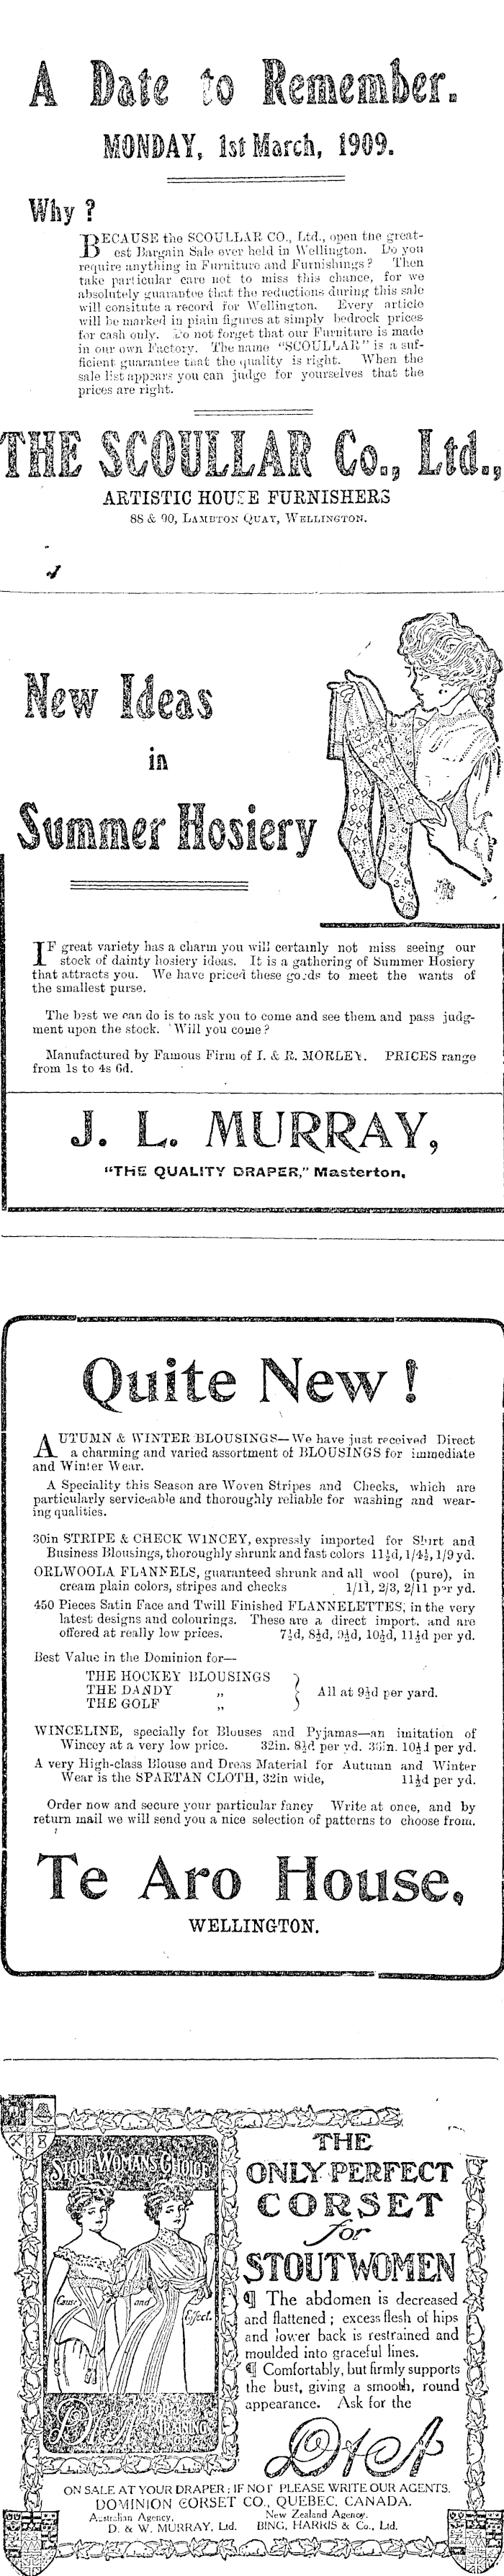 A Date to Remember.
MONDAY, 1st March, 1909.
Why ?
BECAUSE the SCOULLAR CO., Ltd., open the great-
est Bargain Sale ever held in Wellington. Do you
require anything in Furniture and Furnishings? Then
take particular care not to miss this chance, for we
absolutely guarantee that the reductions during this sale
will consitute a record for Wellington. Every article
will be marked in plain figures at simply bedrock prices
for cash only. Do not forget that our Furniture is made
in our own Factory. The name "SCOULLAR" is a suf-
ficient guarantee that the quality is right. When the
sale list appears you can judge for yourselves that the
prices are right.
THE SCOULLAR Co., Ltd.,
ARTISTIC HOUSE FURNISHERS
88 & 90, LAMBTON QUAY, WELLINGTON.
New Ideas
in
Summer Hosiery
IF great variety has a charm you will certainly not miss seeing our
stock of dainty hosiery ideas. It is a gathering of Summer Hosiery
that attracts you. We have priced these goods to meet the wants of
the smallest purse.
The best we can do is to ask you to come and see them and pass judg-
ment upon the stock. Will you come?
Manufactured by Famous Firm of I. & R. MORLEY. PRICES range
from 1s to 4s 6d.
J. L. MURRAY,
"THE QUALITY DRAPER," Masterton,
Quite New !
AUTUMN & WINTER BLOUSINGS—We have just received Direct
a charming and varied assortment of BLOUSINGS for immediate
and Winter Wear.
A Speciality this Season are Woven Stripes and Checks, which are
particularly serviceable and thoroughly reliable for washing and wear-
ing qualities.
30in STRIPE & CHECK WINCEY, expressly imported for Shirt and
Business Blousings, thoroughly shrunk and fast colors 11½d, 1/4½, 1/9 yd.
ORLWOOLA FLANNELS, guaranteed shrunk and all wool (pure), in
cream plain colors, stripes and checks 1/11, 2/3, 2/11 per yd.
450 Pieces Satin Face and Twill Finished FLANNELETTES, in the very
latest designs and colourings. These are a direct import, and are
offered at really low prices. 7½d, 8½d, 9½d, 10½d, 11½d per yd.
Best Value in the Dominion for—
THE HOCKEY BLOUSINGS
THE DANDY „ All at 9½d per yard.
THE GOLF „
WINCELINE, specially for Blouses and Pyjamas—an imitation of
Wincey at a very low price. 32in. 8½d per yd. 36in. 10½d per yd.
A very High-class Blouse and Dress Material for Autumn and Winter
Wear is the SPARTAN CLOTH, 32in wide, 11½d per yd.
Order now and secure your particular fancy Write at once, and by
return mail we will send you a nice selection of patterns to choose from.
Te Aro House,
WELLINGTON.
STOUT WOMANS CHOICE
Cause and Effect.
D & A
THE
ONLY PERFECT
CORSET
for
STOUT WOMEN
¶ The abdomen is decreased
and flattened ; excess flesh of hips
and lower back is restrained and
moulded into graceful lines.
¶ Comfortably, but firmly supports
the bust, giving a smooth, round
appearance. Ask for the
D & A
ON SALE AT YOUR DRAPER ; IF NOT PLEASE WRITE OUR AGENTS.
DOMINION CORSET CO., QUEBEC, CANADA.
Australian Agency, New Zealand Agency.
D. & W. MURRAY, Ltd. BING, HARRIS & Co., Ltd.